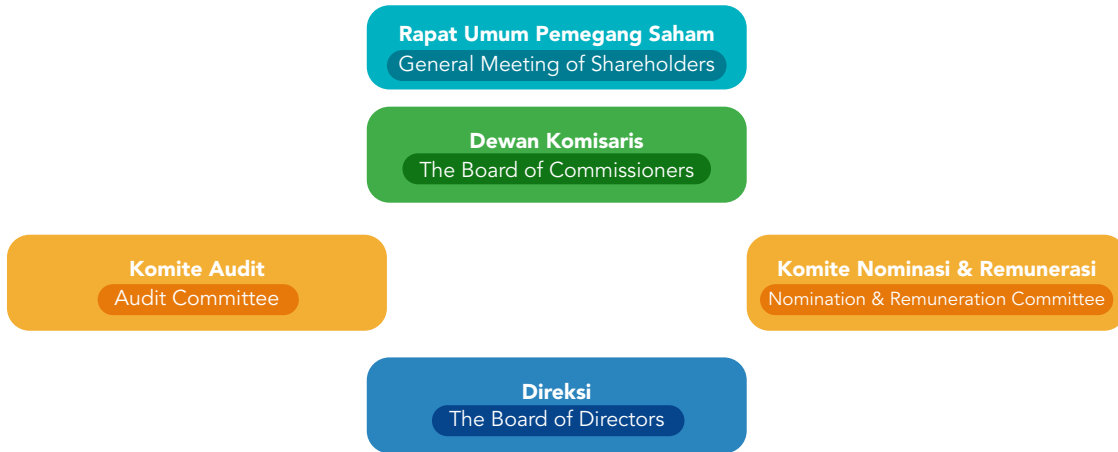 Rapat Umum Pemegang Saham
General Meeting of Shareholders
Dewan Komisaris
The Board of Commissioners
Komite Audit
Audit Committee
Komite Nominasi & Remunerasi
Nomination & Remuneration Committee
Direksi
The Board of Directors